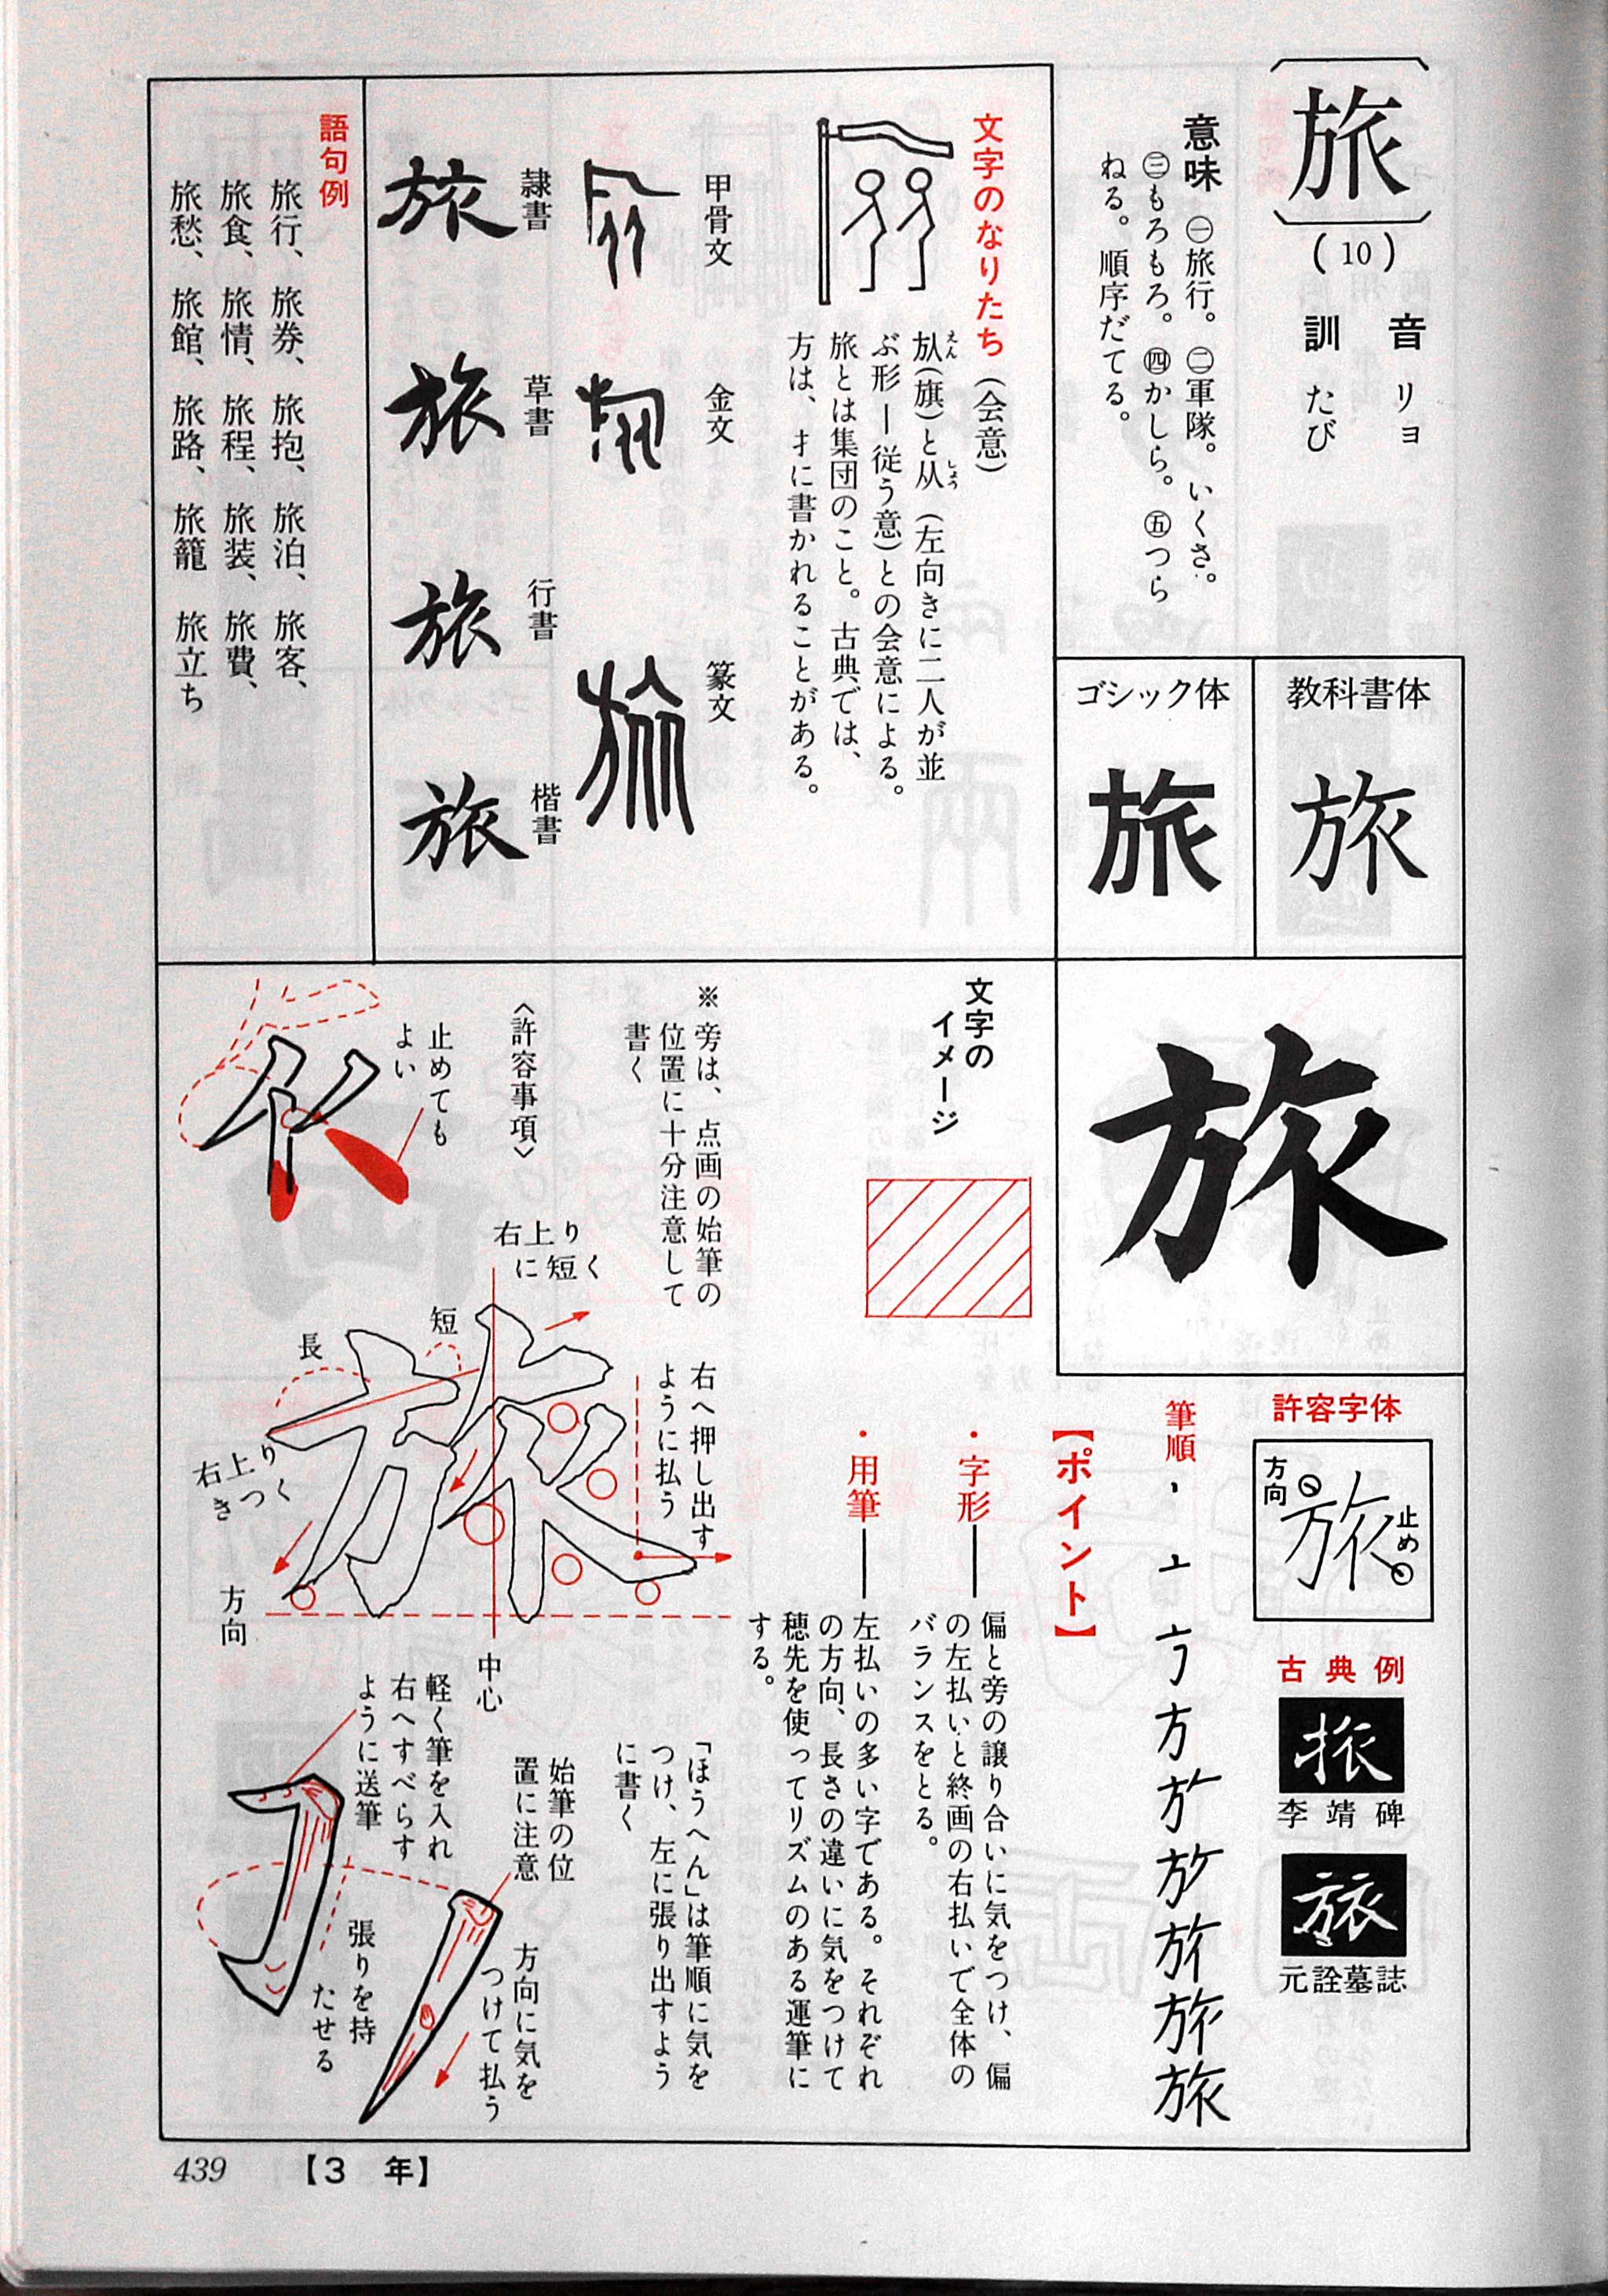 旅
(10)
音 リョ
訓 たび
意味 ㊀旅行。㊁軍隊。いくさ。
㊂もろもろ。㊃かしら。㊄つら
ねる。順序だてる。
教科書体
旅
ゴシック体
旅
文字のなりたち(会意)
㫃(旗)と从(左向きに二人が並
えん
しょう
ぶ形ー従う意)との会意による。
旅とは集団のこと。古典では、
方は、扌に書かれることがある。
甲骨文
金文
篆文
隷書
旅
草書
旅
行書
旅
楷書
旅
語句例
旅行、旅券、旅抱、旅泊、旅客、
旅食、旅情、旅程、旅装、旅費、
旅愁、旅館、旅路、旅籠 旅立ち
旅
許容字体
方向
旅
止め
古典例
李靖碑
元詮墓誌
筆順
方
旅
【ポイント】
・字形── 偏と旁の譲り合いに気をつけ、偏
の左払いと終画の右払いで全体の
バランスをとる。
・用筆── 左払いの多い字である。それぞれ
の方向、長さの違いに気をつけて
穂先を使ってリズムのある運筆に
する。
文字の
イメージ
※旁は、点画の始筆の
位置に十分注意して
書く
〈許容事項〉
止めても
よい
右上り
に短く
短
長
右上り
きつく
方向
右へ押し出す
ように払う
中心
「ほうへん」は筆順に気を
つけ、左に張り出すよう
に書く
始筆の位
置に注意
方向に気を
つけて払う
軽く筆を入れ
右へすべらす
ように送筆
張りを持
たせる
439 【3 年】